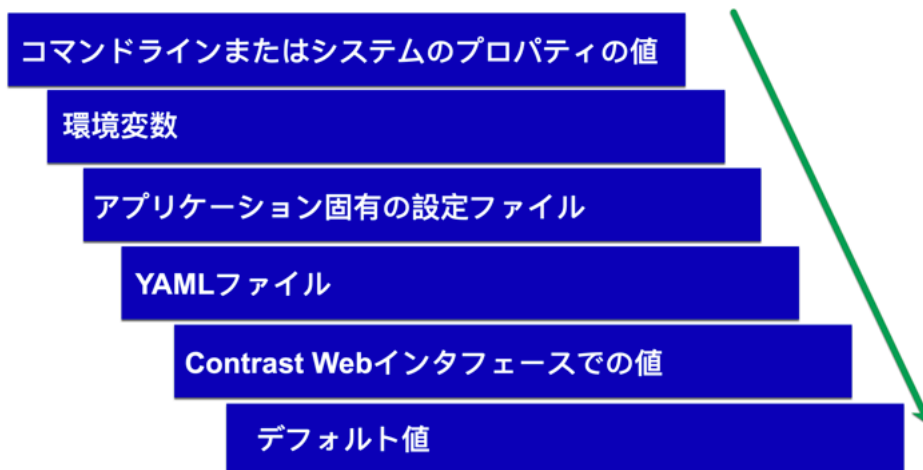 コマンドラインまたはシステムのプロパティの値
環境変数
アプリケーション固有の設定ファイル
YAMLファイル
Contrast Webインタフェースでの値
デフォルト値